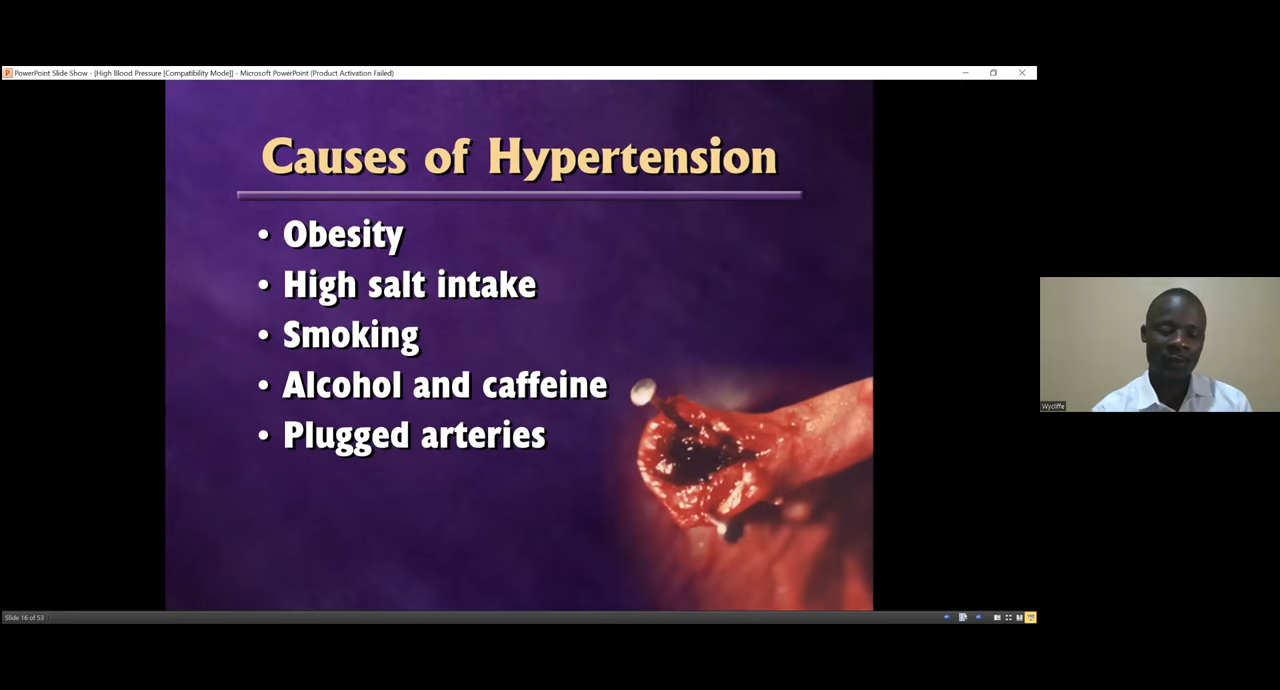 PowerPoint Slide Show - [High Blood Pressure [Compatibility Mode]] - Microsoft PowerPoint (Product Activation Failed)
Causes of Hypertension
• Obesity
• High salt intake
• Smoking
• Alcohol and caffeine
• Plugged arteries
Wycliffe
Slide 16 of 53